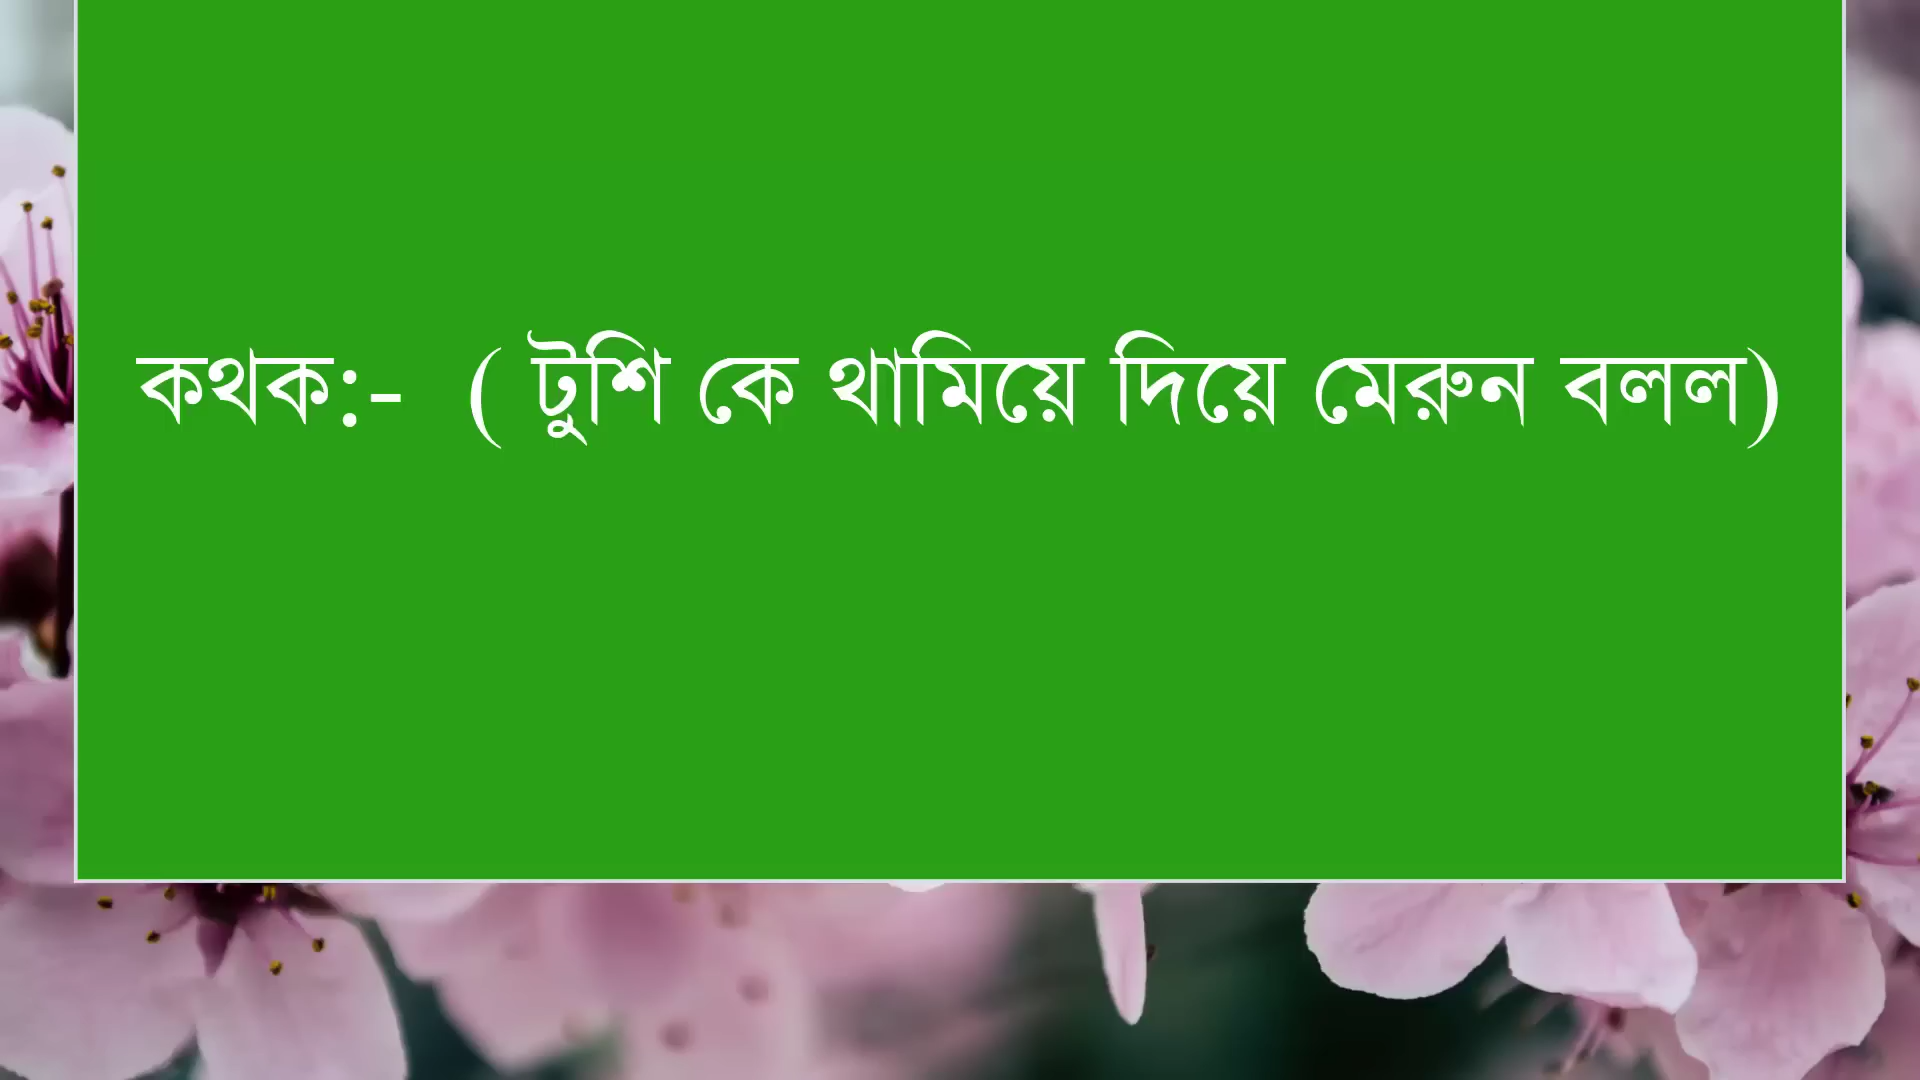 কথক:-  ( টুশি কে থামিয়ে দিয়ে মেরুন বলল)